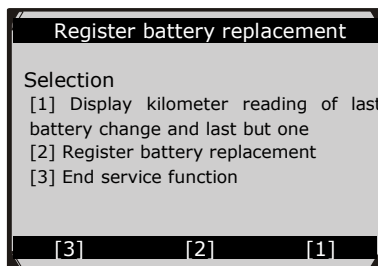 Register battery replacement
Selection
[1] Display kilometer reading of last
battery change and last but one
[2] Register battery replacement
[3] End service function
[3] [2] [1]